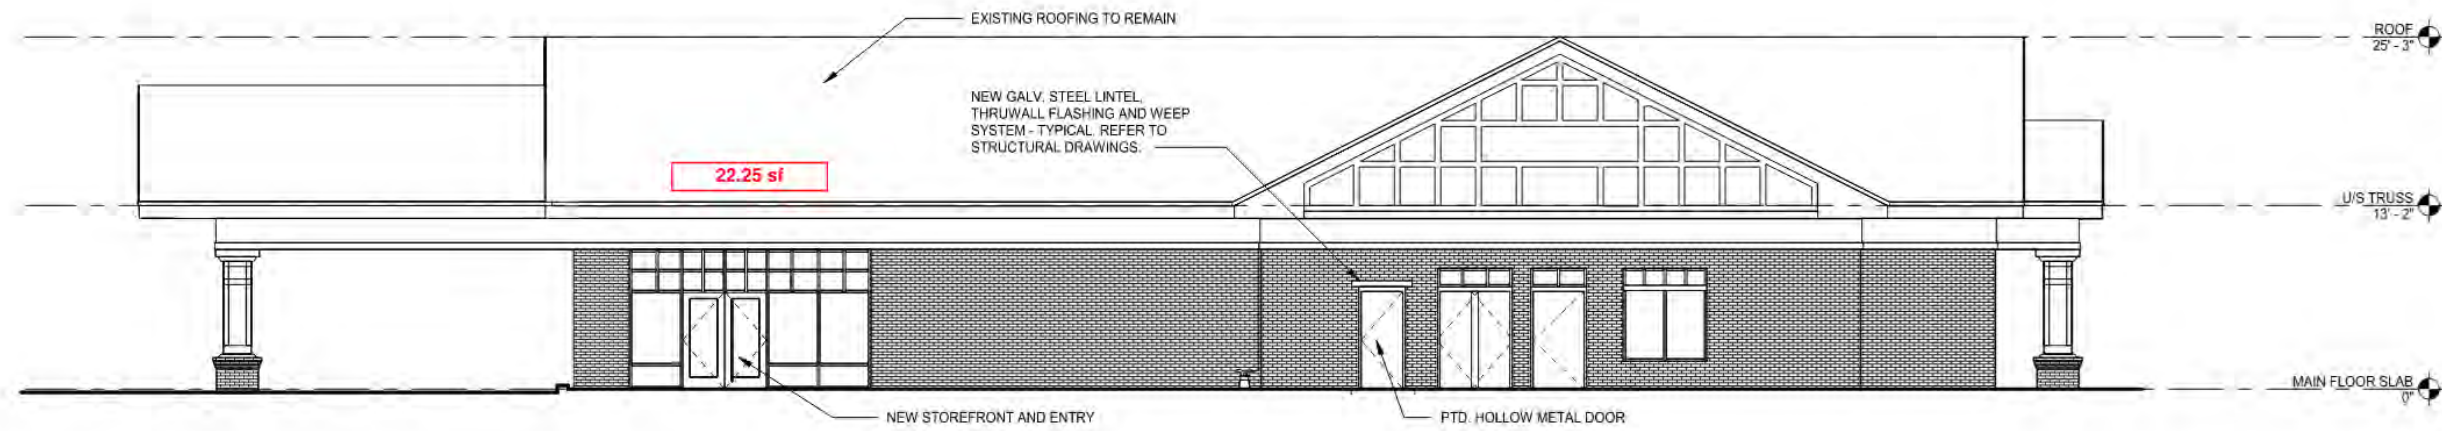 EXISTING ROOFING TO REMAIN
ROOF
25' - 3"
NEW GALV. STEEL LINTEL,
THRUWALL FLASHING AND WEEP
SYSTEM - TYPICAL. REFER TO
STRUCTURAL DRAWINGS.
22.25 sf
U/S TRUSS
13' - 2"
MAIN FLOOR SLAB
0"
NEW STOREFRONT AND ENTRY
PTD. HOLLOW METAL DOOR